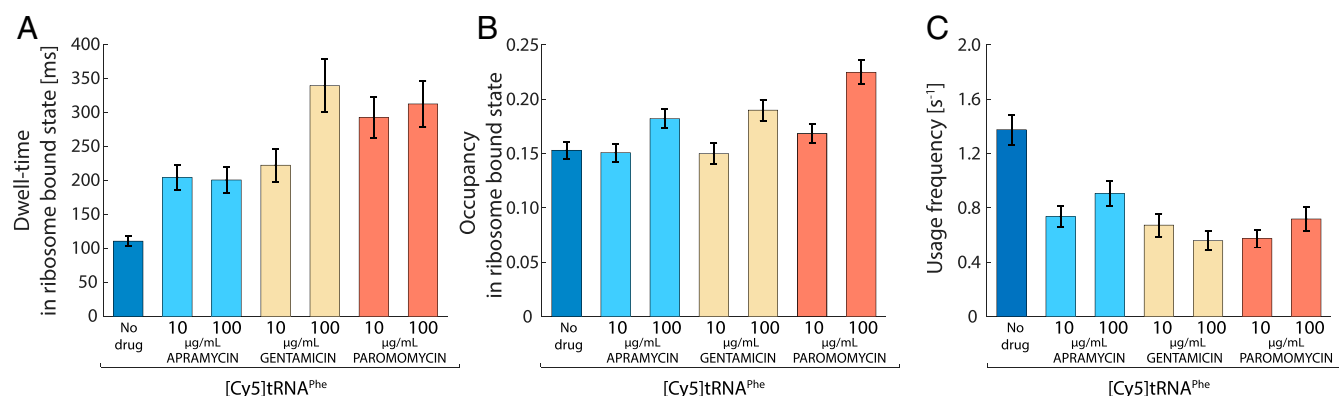 A
Dwell-time
in ribosome bound state [ms]
400
350
300
250
200
150
100
50
0
No
drug
10
100
10
100
10
100
µg/mL
µg/mL
µg/mL
APRAMYCIN
GENTAMICIN
PAROMOMYCIN
[Cy5]tRNAPhe
B
Occupancy
in ribosome bound state
0.25
0.20
0.15
0.10
0.05
0
No
drug
10
100
10
100
10
100
µg/mL
µg/mL
µg/mL
APRAMYCIN
GENTAMICIN
PAROMOMYCIN
[Cy5]tRNAPhe
C
Usage frequency [s-1]
2.0
1.6
1.2
0.8
0.4
0
No
drug
10
100
10
100
10
100
µg/mL
µg/mL
µg/mL
APRAMYCIN
GENTAMICIN
PAROMOMYCIN
[Cy5]tRNAPhe